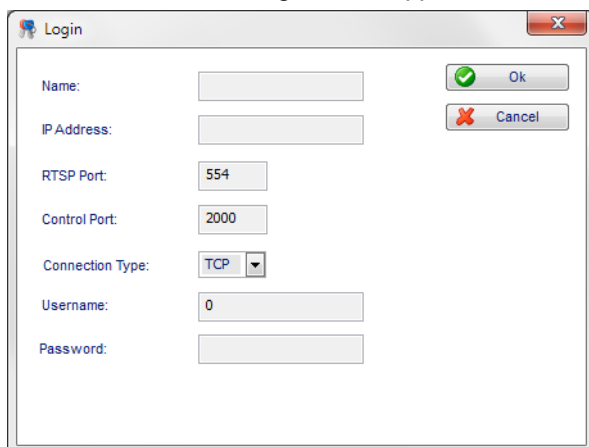 Login
Name:
Ok
IP Address:
Cancel
RTSP Port: 554
Control Port: 2000
Connection Type: TCP
Username: 0
Password: